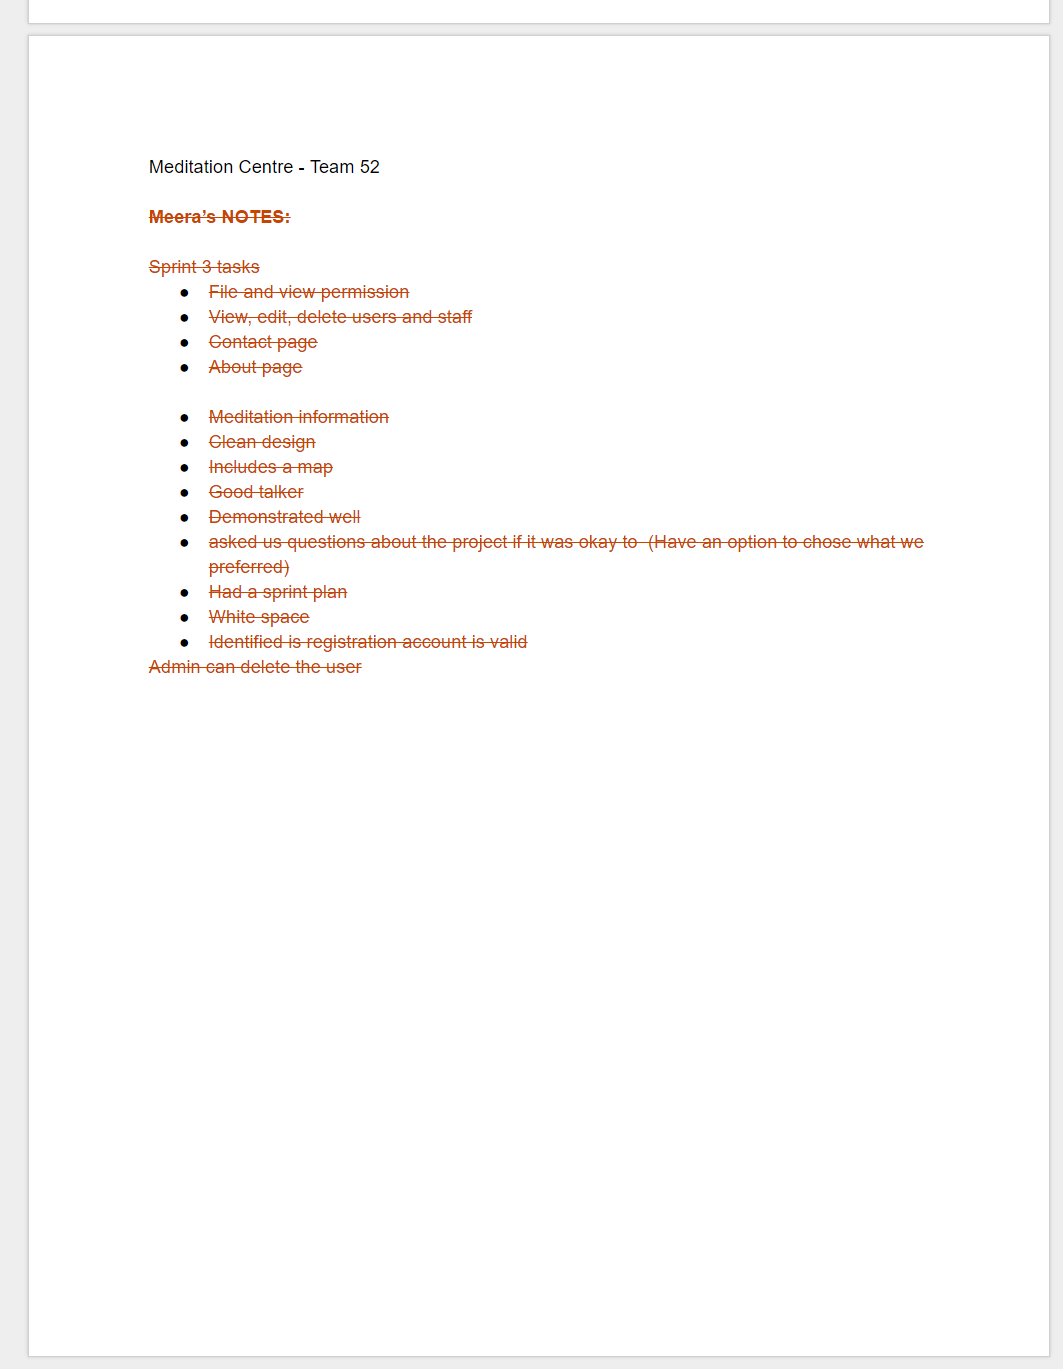 Meditation Centre - Team 52
Meera’s NOTES:
Sprint 3 tasks
● File and view permission
● View, edit, delete users and staff
● Contact page
● About page
● Meditation information
● Clean design
● Includes a map
● Good talker
● Demonstrated well
● asked us questions about the project if it was okay to  (Have an option to chose what we
preferred)
● Had a sprint plan
● White space
● Identified is registration account is valid
Admin can delete the user